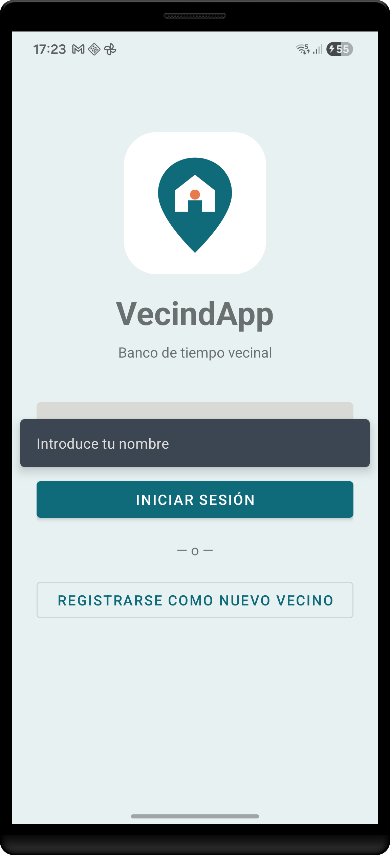 17:23
55
VecindApp
Banco de tiempo vecinal
Introduce tu nombre
INICIAR SESIÓN
— o —
REGISTRARSE COMO NUEVO VECINO